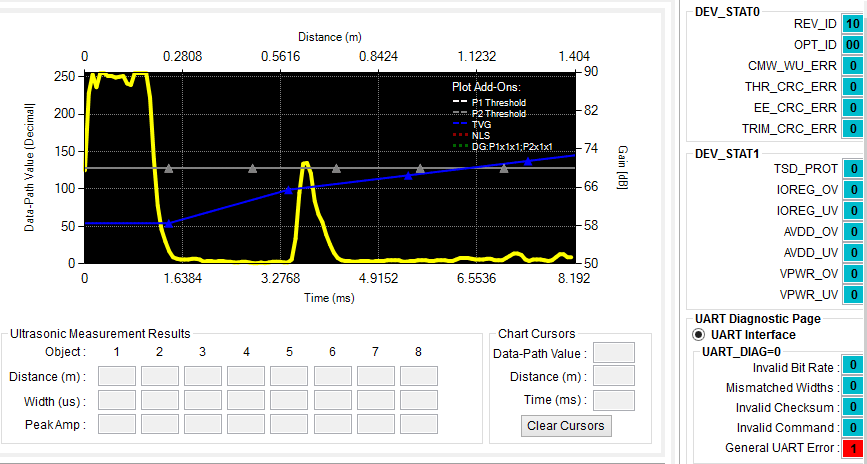 Distance (m)
0 0.2808 0.5616 0.8424 1.1232 1.404
250 200 150 100 50 0
Data-Path Value [Decimal]
Plot Add-Ons:
P1 Threshold
P2 Threshold
TVG
NLS
DG:P1x1x1;P2x1x1
90 82 74 66 58 50
Gain [dB]
0 1.6384 3.2768 4.9152 6.5536 8.192
Time (ms)
Ultrasonic Measurement Results
Object : 1 2 3 4 5 6 7 8
Distance (m) :
Width (us) :
Peak Amp :
Chart Cursors
Data-Path Value :
Distance (m) :
Time (ms) :
Clear Cursors
DEV_STAT0
REV_ID 10
OPT_ID 00
CMW_WU_ERR 0
THR_CRC_ERR 0
EE_CRC_ERR 0
TRIM_CRC_ERR 0
DEV_STAT1
TSD_PROT 0
IOREG_OV 0
IOREG_UV 0
AVDD_OV 0
AVDD_UV 0
VPWR_OV 0
VPWR_UV 0
UART Diagnostic Page
UART Interface
UART_DIAG=0
Invalid Bit Rate : 0
Mismatched Widths : 0
Invalid Checksum : 0
Invalid Command : 0
General UART Error : 1